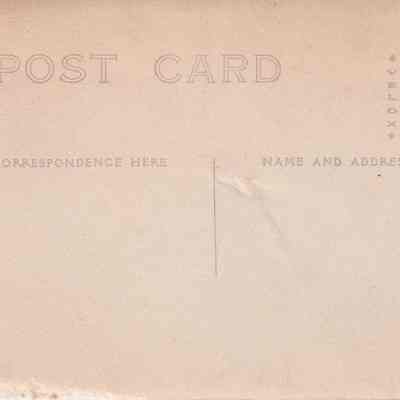 POST CARD
ORRESPONDENCE HERE
NAME AND ADDRES